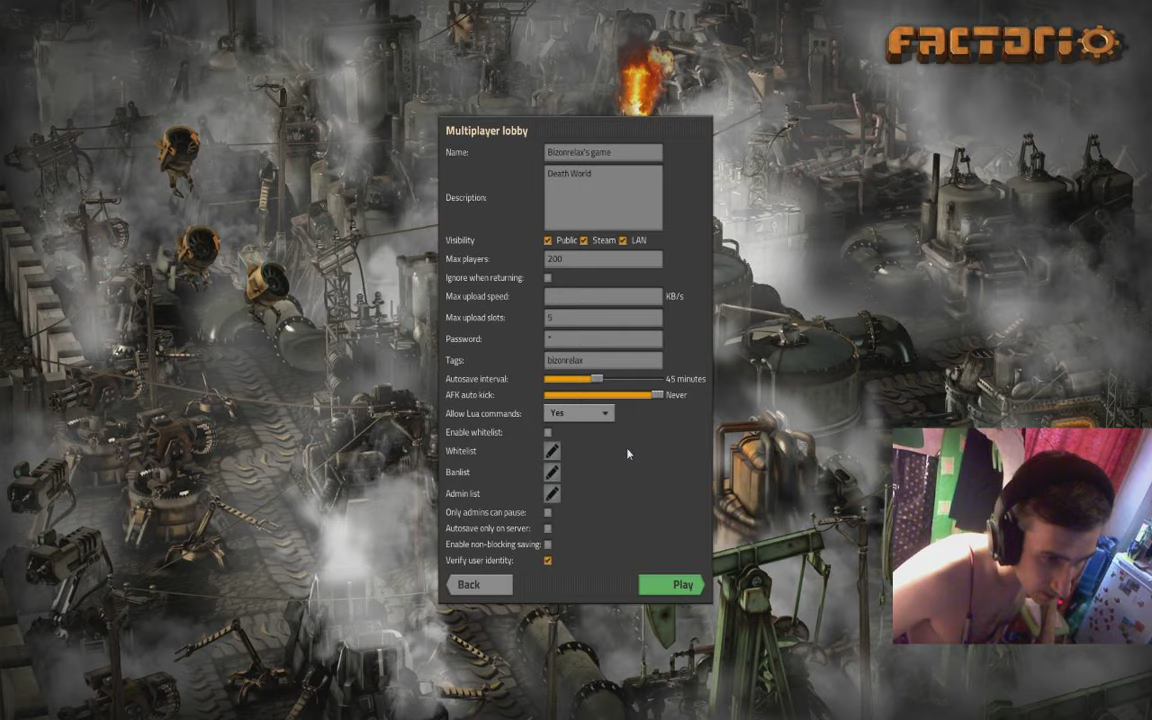 FACTORIO
Multiplayer lobby
Name: Bizonrelax's game
Description: Death World
Visibility Public Steam LAN
Max players: 200
Ignore when returning:
Max upload speed: KB/s
Max upload slots: 5
Password: *
Tags: bizonrelax
Autosave interval: 45 minutes
AFK auto kick: Never
Allow Lua commands: Yes
Enable whitelist:
Whitelist
Banlist
Admin list
Only admins can pause:
Autosave only on server:
Enable non-blocking saving:
Verify user identity:
Back Play